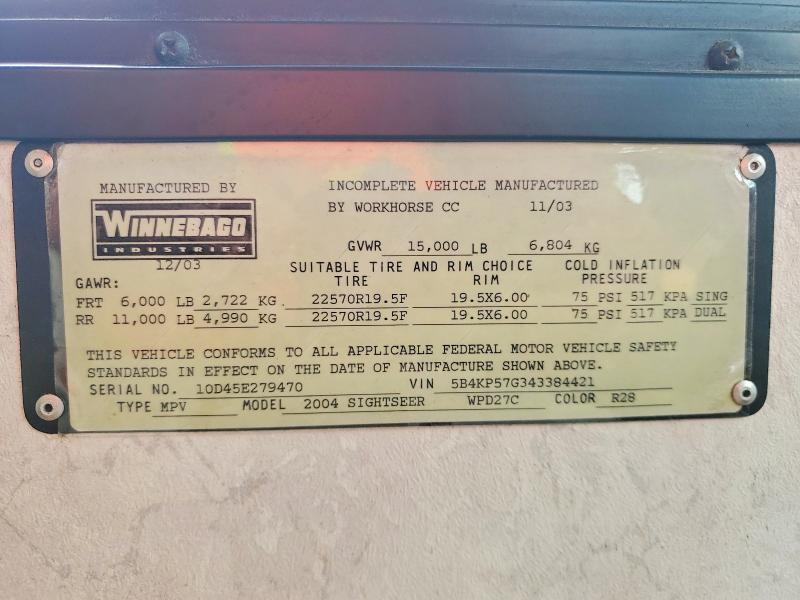 MANUFACTURED BY
WINNEBAGO
INDUSTRIES
12/03
INCOMPLETE VEHICLE MANUFACTURED
BY WORKHORSE CC 11/03
GVWR 15,000 LB 6,804 KG
GAWR: SUITABLE TIRE AND RIM CHOICE COLD INFLATION
TIRE RIM PRESSURE
FRT 6,000 LB 2,722 KG. 22570R19.5F 19.5X6.00 75 PSI 517 KPA SING
RR 11,000 LB 4,990 KG 22570R19.5F 19.5X6.00 75 PSI 517 KPA DUAL
THIS VEHICLE CONFORMS TO ALL APPLICABLE FEDERAL MOTOR VEHICLE SAFETY
STANDARDS IN EFFECT ON THE DATE OF MANUFACTURE SHOWN ABOVE.
SERIAL NO. 10D45E279470 VIN 5B4KP57G343384421
TYPE MPV MODEL 2004 SIGHTSEER WPD27C COLOR R28